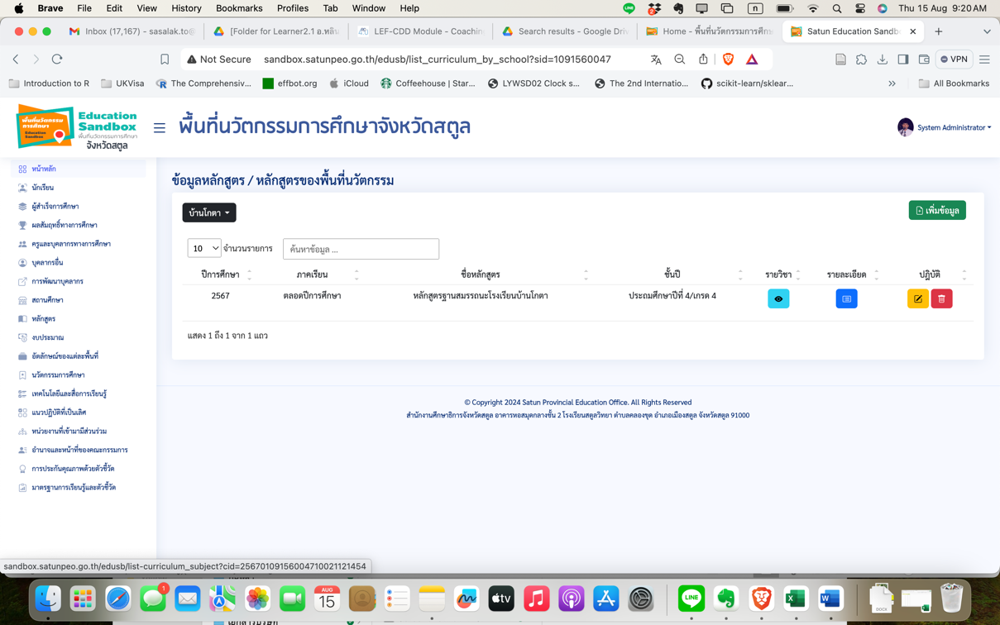 Brave File Edit View History Bookmarks Profiles Tab Window Help
Thu 15 Aug 9:20 AM
Inbox (17,167) - sasalak.to@
[Folder for Learner2.1 อ.หลิน
LEF-CDD Module - Coachin
Search results - Google Driv
Home - พื้นที่นวัตกรรมการศึกษ
Satun Education Sandb
Not Secure sandbox.satunpeo.go.th/edusb/list_curriculum_by_school?sid=1091560047
VPN
Introduction to R
UKVisa
The Comprehensiv...
effbot.org
iCloud
Coffeehouse | Star...
LYWSD02 Clock s...
The 2nd Internatio...
scikit-learn/sklear...
All Bookmarks
พื้นที่นวัตกรรมการศึกษา
Education Sandbox
Education Sandbox
พื้นที่นวัตกรรมการศึกษา
จังหวัดสตูล
พื้นที่นวัตกรรมการศึกษาจังหวัดสตูล
System Administrator
หน้าหลัก
นักเรียน
ผู้สำเร็จการศึกษา
ผลสัมฤทธิ์ทางการศึกษา
ครูและบุคลากรทางการศึกษา
บุคลากรอื่น
การพัฒนาบุคลากร
สถานศึกษา
หลักสูตร
งบประมาณ
อัตลักษณ์ของแต่ละพื้นที่
นวัตกรรมการศึกษา
เทคโนโลยีและสื่อการเรียนรู้
แนวปฏิบัติที่เป็นเลิศ
หน่วยงานที่เข้ามามีส่วนร่วม
อำนาจและหน้าที่ของคณะกรรมการ
การประกันคุณภาพด้วยตัวชี้วัด
มาตรฐานการเรียนรู้และตัวชี้วัด
ข้อมูลหลักสูตร / หลักสูตรของพื้นที่นวัตกรรม
บ้านโกตา
เพิ่มข้อมูล
10 จำนวนรายการ
ค้นหาข้อมูล ...
ปีการศึกษา ภาคเรียน ชื่อหลักสูตร ชั้นปี รายวิชา รายละเอียด ปฎิบัติ
2567 ตลอดปีการศึกษา หลักสูตรฐานสมรรถนะโรงเรียนบ้านโกตา ประถมศึกษาปีที่ 4/เกรด 4
แสดง 1 ถึง 1 จาก 1 แถว
© Copyright 2024 Satun Provincial Education Office. All Rights Reserved
สำนักงานศึกษาธิการจังหวัดสตูล อาคารหอสมุดกลางชั้น 2 โรงเรียนสตูลวิทยา ตำบลคลองขุด อำเภอเมืองสตูล จังหวัดสตูล 91000
sandbox.satunpeo.go.th/edusb/list-curriculum_subject?cid=25670109156004710021121454
1
AUG
15
tv
LINE
DOCX